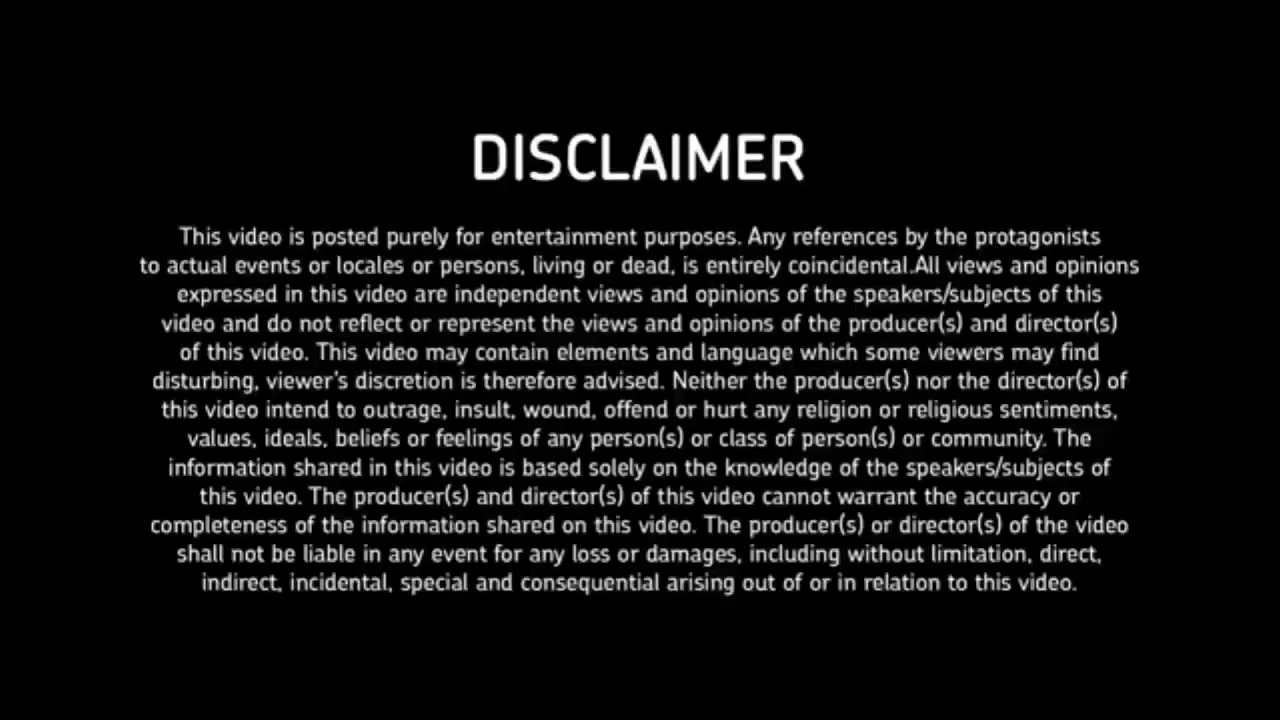 DISCLAIMER
This video is posted purely for entertainment purposes. Any references by the protagonists
to actual events or locales or persons, living or dead, is entirely coincidental.All views and opinions
expressed in this video are independent views and opinions of the speakers/subjects of this
video and do not reflect or represent the views and opinions of the producer(s) and director(s)
of this video. This video may contain elements and language which some viewers may find
disturbing, viewer's discretion is therefore advised. Neither the producer(s) nor the director(s) of
this video intend to outrage, insult, wound, offend or hurt any religion or religious sentiments,
values, ideals, beliefs or feelings of any person(s) or class of person(s) or community. The
information shared in this video is based solely on the knowledge of the speakers/subjects of
this video. The producer(s) and director(s) of this video cannot warrant the accuracy or
completeness of the information shared on this video. The producer(s) or director(s) of the video
shall not be liable in any event for any loss or damages, including without limitation, direct,
indirect, incidental, special and consequential arising out of or in relation to this video.